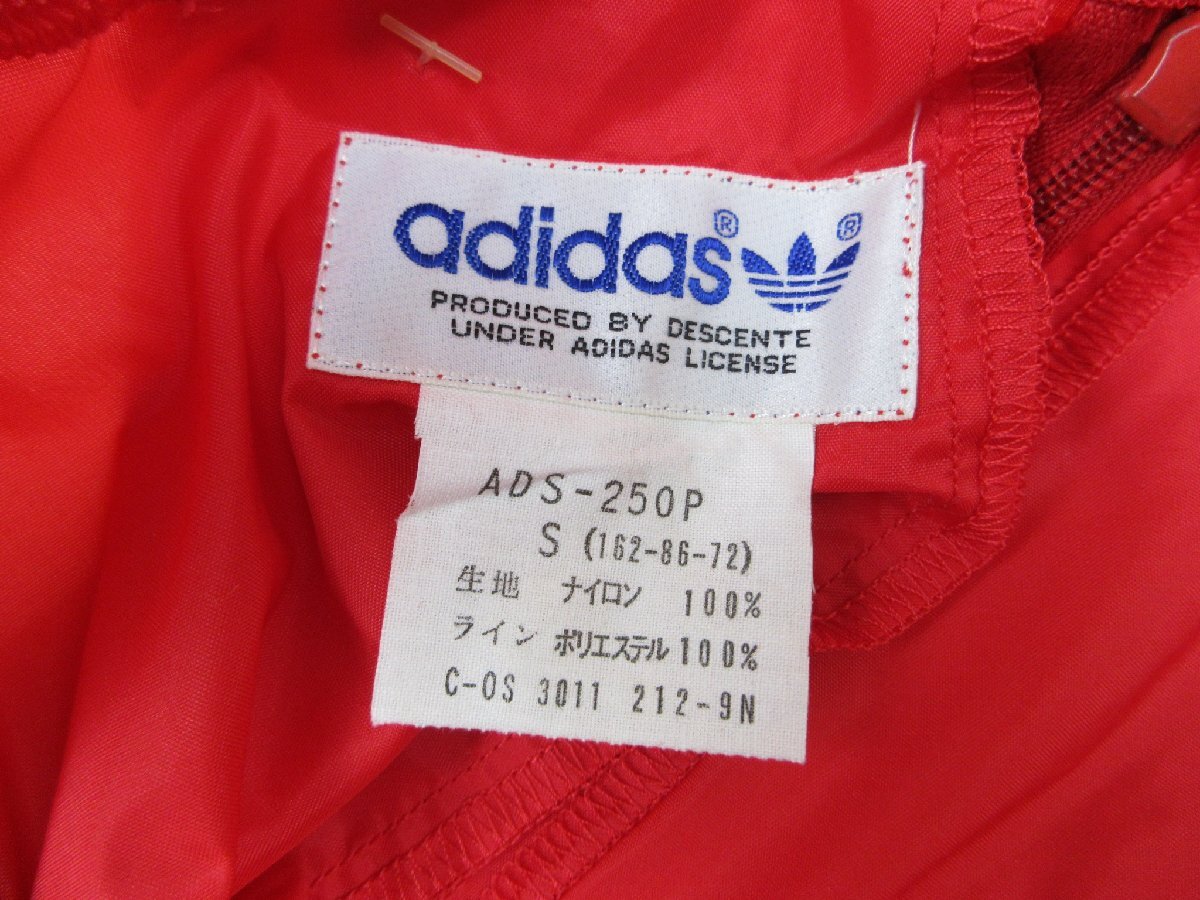 adidas® ®
PRODUCED BY DESCENTE
UNDER ADIDAS LICENSE
ADS-250P
S (162-86-72)
生地 ナイロン 100%
ライン ポリエステル 100%
C-OS 3011 212-9N